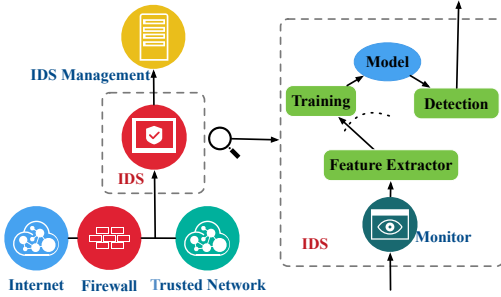 IDS Management
IDS
Internet
Firewall
Trusted Network
Model
Training
Detection
Feature Extractor
Monitor
IDS